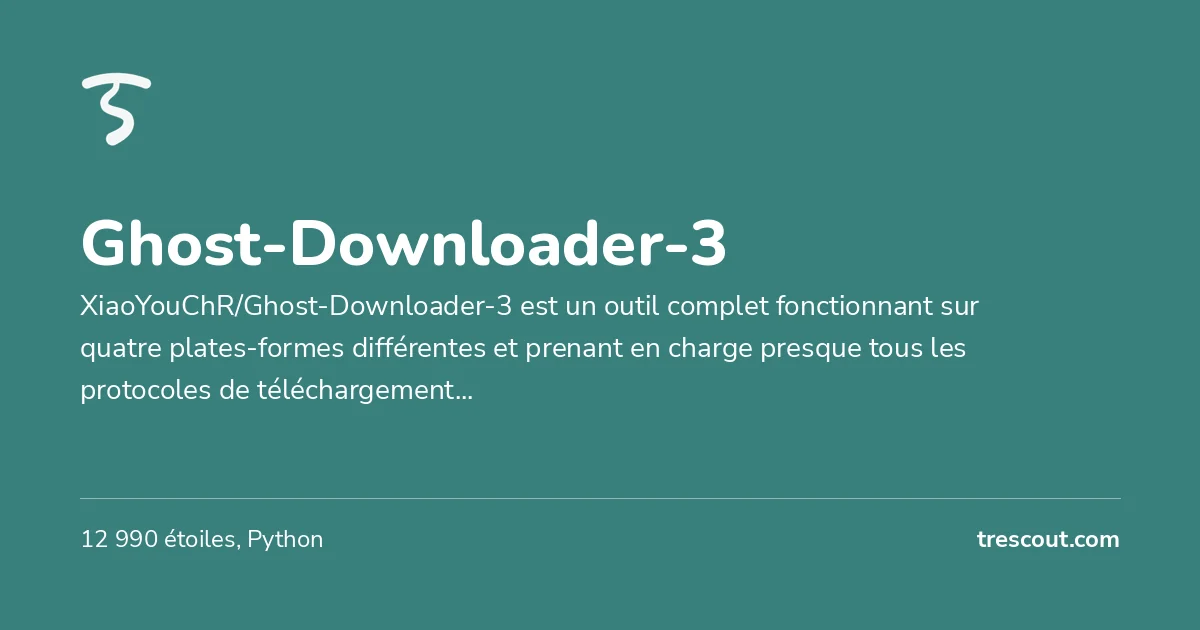 Ghost-Downloader-3
XiaoYouChR/Ghost-Downloader-3 est un outil complet fonctionnant sur
quatre plates-formes différentes et prenant en charge presque tous les
protocoles de téléchargement...
12 990 étoiles, Python
trescout.com